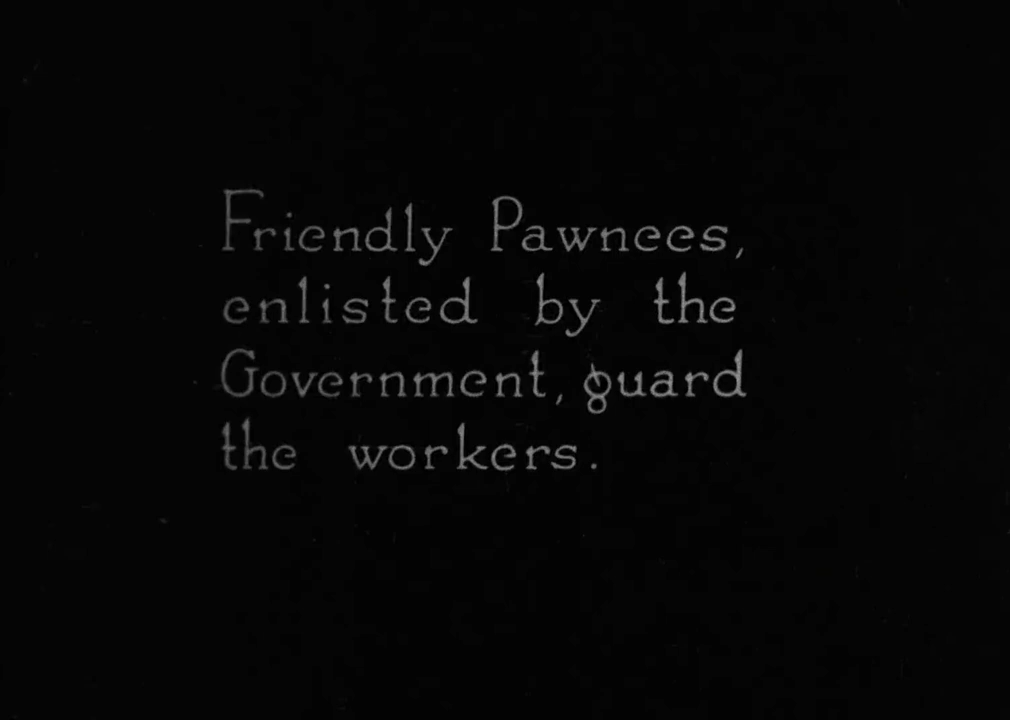 Friendly Pawnees,
enlisted by the
Government, guard
the workers.